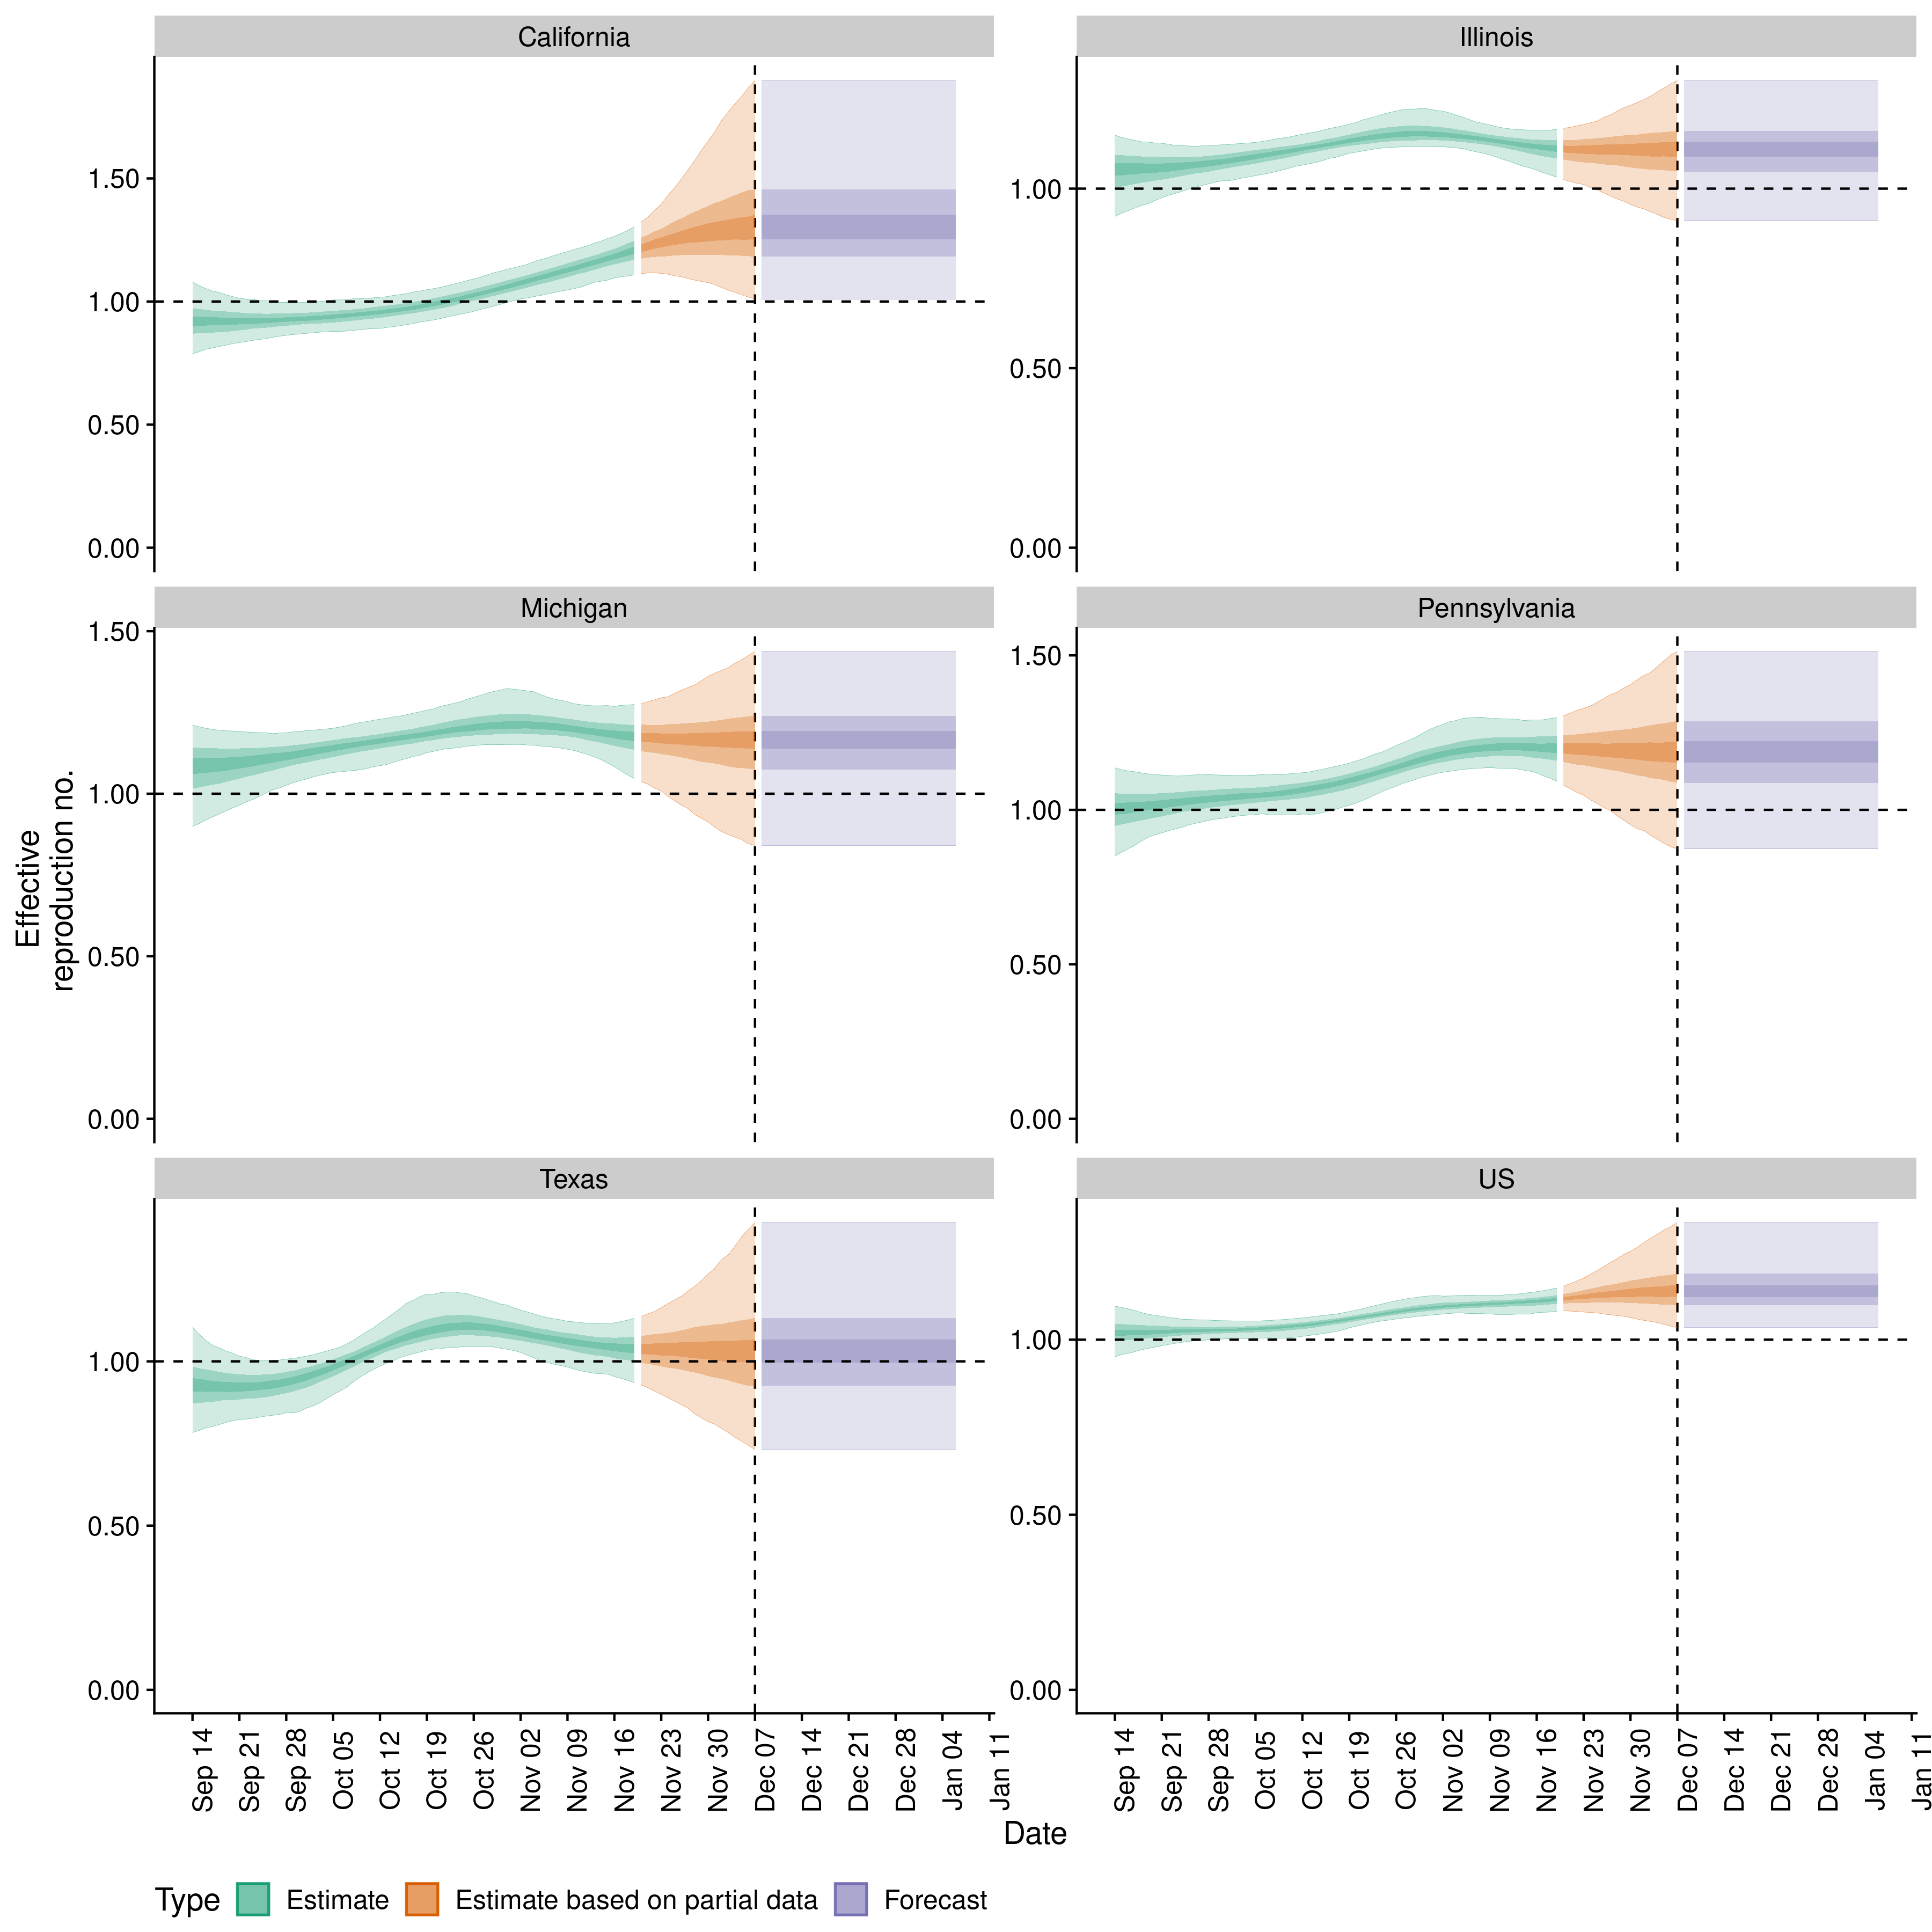 California
Illinois
1.50
1.00
0.50
0.00
1.00
0.50
0.00
Michigan
Pennsylvania
1.50
1.00
0.50
0.00
1.50
1.00
0.50
0.00
Effective
reproduction no.
Texas
US
1.00
0.50
0.00
1.00
0.50
0.00
Sep 14
Sep 21
Sep 28
Oct 05
Oct 12
Oct 19
Oct 26
Nov 02
Nov 09
Nov 16
Nov 23
Nov 30
Dec 07
Dec 14
Dec 21
Dec 28
Jan 04
Jan 11
Sep 14
Sep 21
Sep 28
Oct 05
Oct 12
Oct 19
Oct 26
Nov 02
Nov 09
Nov 16
Nov 23
Nov 30
Dec 07
Dec 14
Dec 21
Dec 28
Jan 04
Jan 11
Date
Type Estimate Estimate based on partial data Forecast